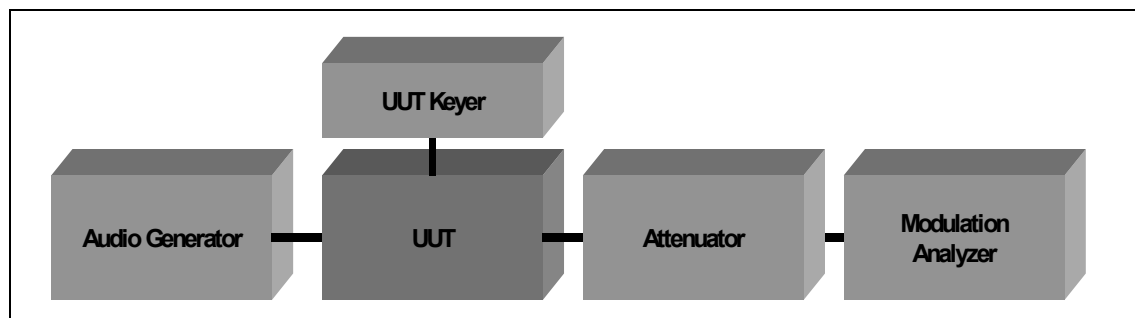 UUT Keyer
Audio Generator
UUT
Attenuator
Modulation
Analyzer